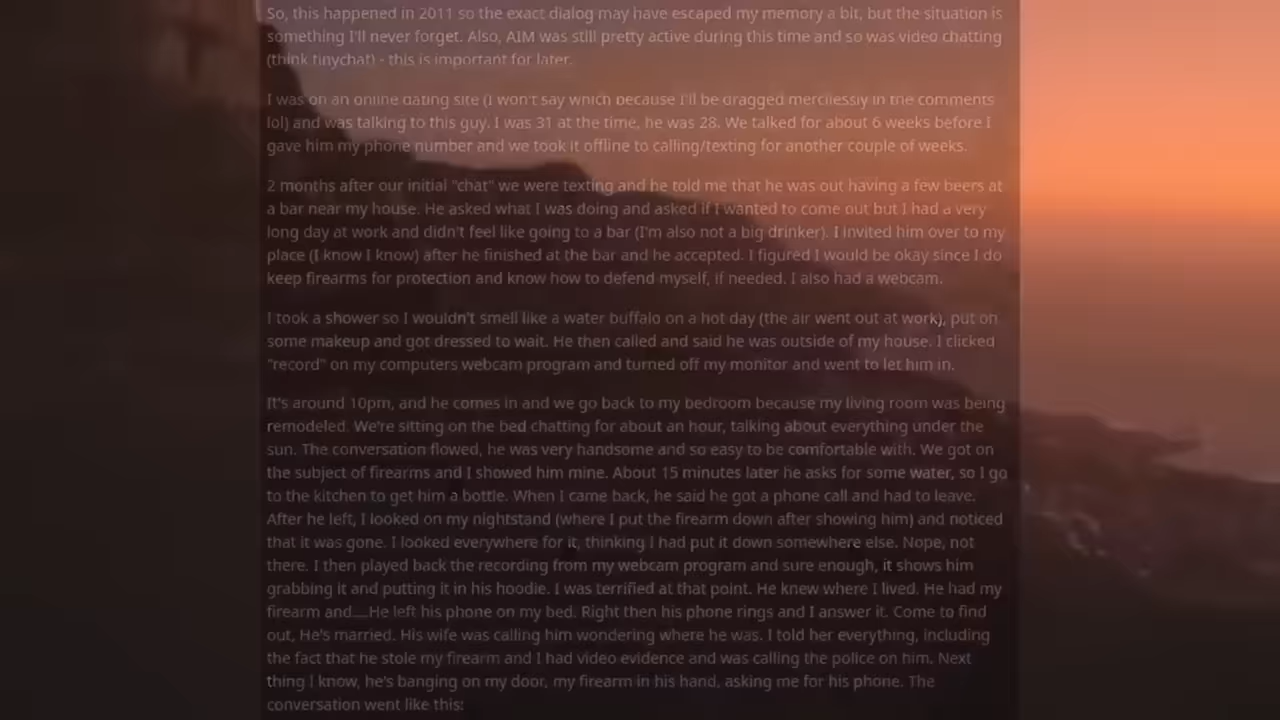 So, this happened in 2011 so the exact dialog may have escaped my memory a bit, but the situation is
something I'll never forget. Also, AIM was still pretty active during this time and so was video chatting
(think tinychat) - this is important for later.
I was on an online dating site (I won't say which because I'll be dragged mercilessly in the comments
lol) and was talking to this guy. I was 31 at the time, he was 28. We talked for about 6 weeks before I
gave him my phone number and we took it offline to calling/texting for another couple of weeks.
2 months after our initial "chat" we were texting and he told me that he was out having a few beers at
a bar near my house. He asked what I was doing and asked if I wanted to come out but I had a very
long day at work and didn't feel like going to a bar (I'm also not a big drinker). I invited him over to my
place (I know I know) after he finished at the bar and he accepted. I figured I would be okay since I do
keep firearms for protection and know how to defend myself, if needed. I also had a webcam.
I took a shower so I wouldn't smell like a water buffalo on a hot day (the air went out at work), put on
some makeup and got dressed to wait. He then called and said he was outside of my house. I clicked
"record" on my computers webcam program and turned off my monitor and went to let him in.
It's around 10pm, and he comes in and we go back to my bedroom because my living room was being
remodeled. We're sitting on the bed chatting for about an hour, talking about everything under the
sun. The conversation flowed, he was very handsome and so easy to be comfortable with. We got on
the subject of firearms and I showed him mine. About 15 minutes later he asks for some water, so I go
to the kitchen to get him a bottle. When I came back, he said he got a phone call and had to leave.
After he left, I looked on my nightstand (where I put the firearm down after showing him) and noticed
that it was gone. I looked everywhere for it, thinking I had put it down somewhere else. Nope, not
there. I then played back the recording from my webcam program and sure enough, it shows him
grabbing it and putting it in his hoodie. I was terrified at that point. He knew where I lived. He had my
firearm and....He left his phone on my bed. Right then his phone rings and I answer it. Come to find
out, He's married. His wife was calling him wondering where he was. I told her everything, including
the fact that he stole my firearm and I had video evidence and was calling the police on him. Next
thing I know, he's banging on my door, my firearm in his hand, asking me for his phone. The
conversation went like this: